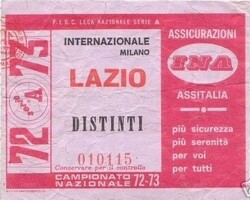 F.I.G.C. LEGA NAZIONALE SERIE A
72 A 73
INTERNAZIONALE
MILANO
LAZIO
DISTINTI
010115
Conservare per il controllo
CAMPIONATO
NAZIONALE 72-73
ASSICURAZIONI
INA
ASSITALIA
più sicurezza
più serenità
per voi
per tutti